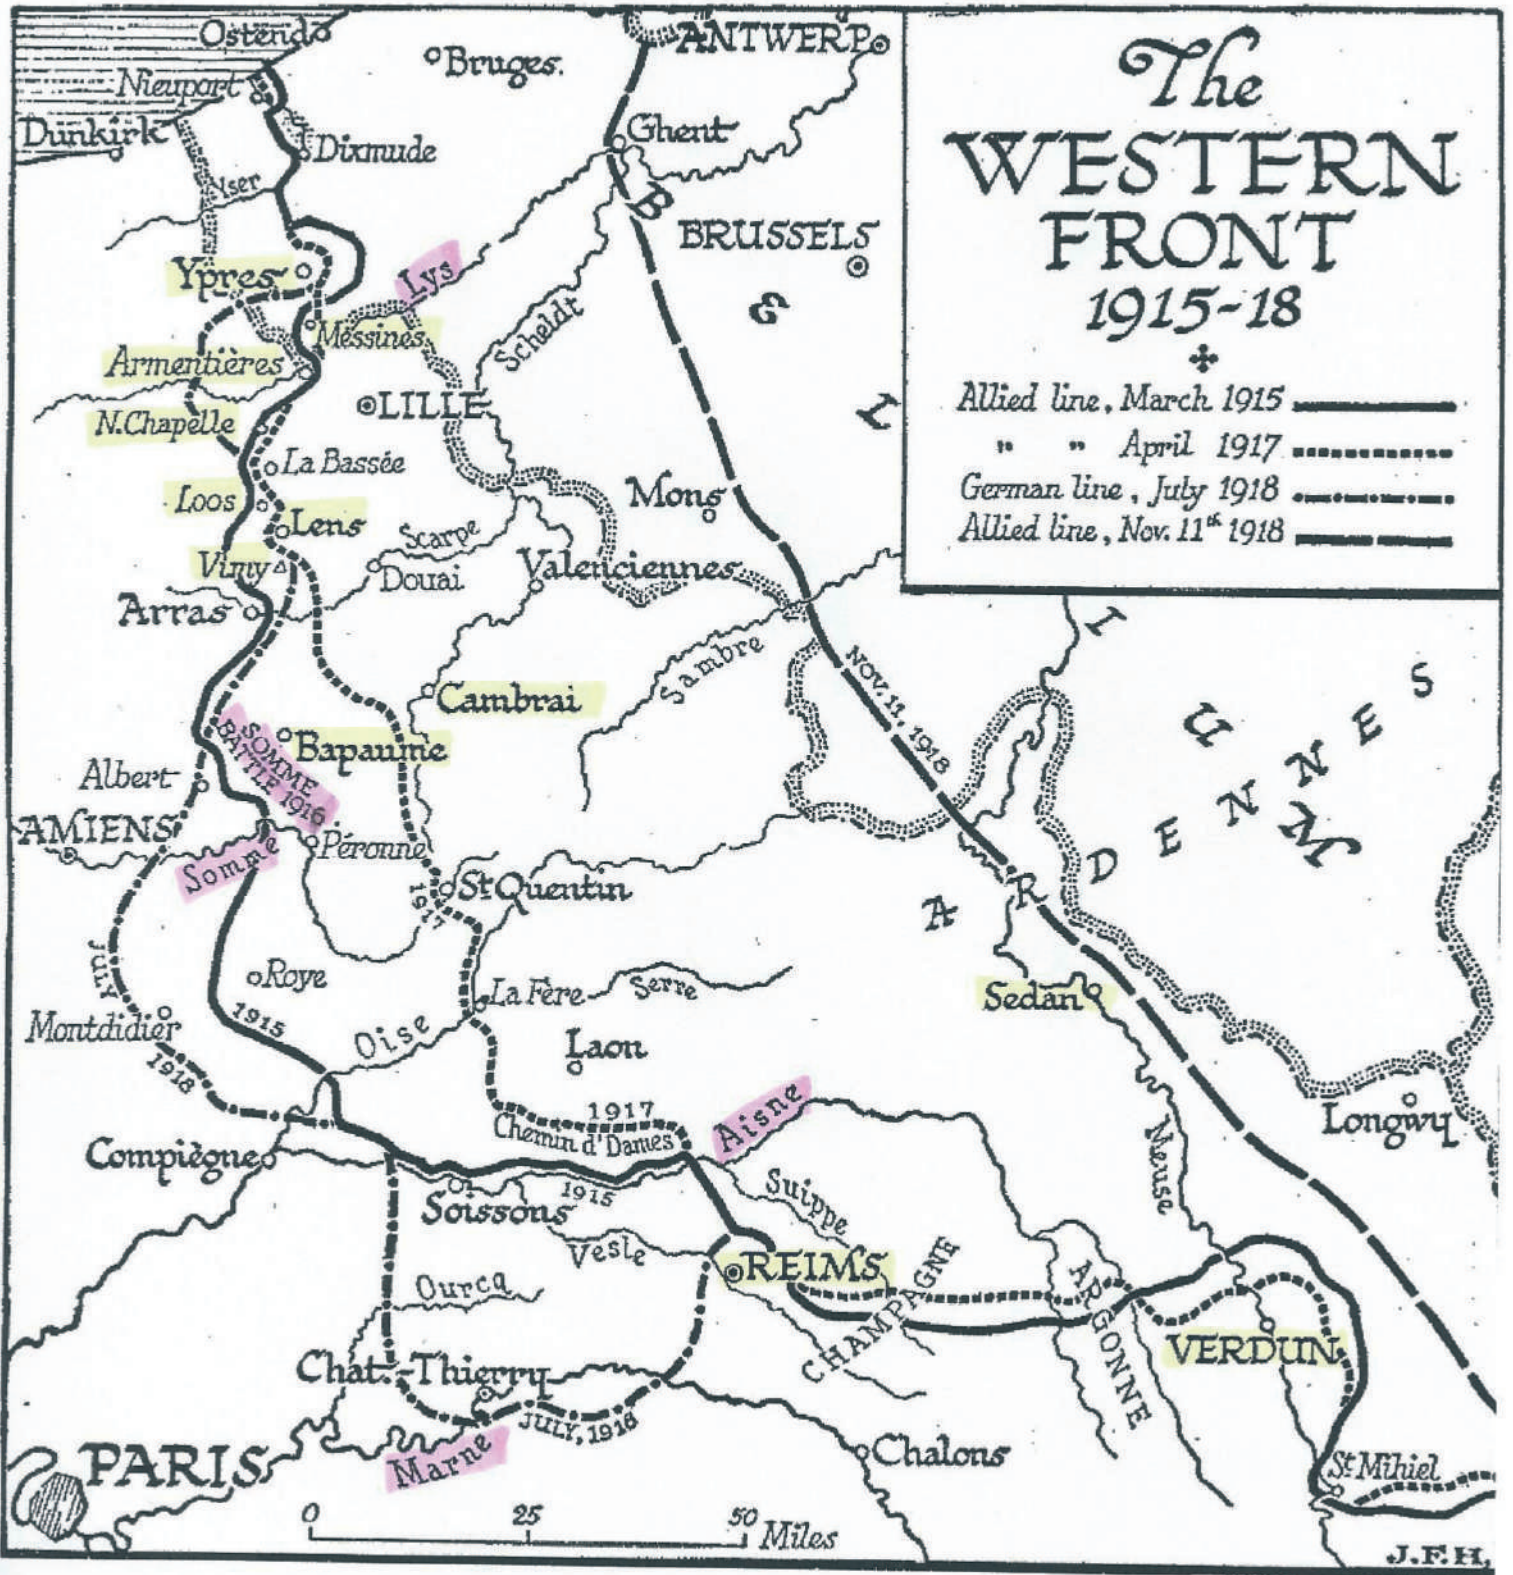 The
WESTERN
FRONT
1915-18
Allied line, March 1915
" " April 1917
German line, July 1918
Allied line, Nov. 11th 1918
Ostend
Bruges.
ANTWERP
Nieuport
Dunkirk
Dixmude
Ghent
Yser
BRUSSELS
Ypres
Lys
Scheldt
Messines
Armentières
LILLE
N. Chapelle
La Bassée
Loos
Lens
Mons
Scarpe
Vimy
Douai
Valenciennes
Arras
Sambre
Cambrai
NOV. 11, 1918
BELGIUM
ARDENNES
SOMME
BATTLE 1916
Bapaume
Albert
AMIENS
Somme
Péronne
1917
St Quentin
JULY
1918
Roye
La Fère
Serre
Sedan
Montdidier
1915
Oise
Laon
Longwy
1917
Chemin d'Dames
Aisne
Meuse
Compiègne
Soissons
1915
Suippe
Vesle
REIMS
CHAMPAGNE
ARGONNE
Ourcq
VERDUN
Chat.-Thierry
JULY, 1918
Marne
Chalons
St Mihiel
PARIS
0 25 50 Miles
J.F.H.